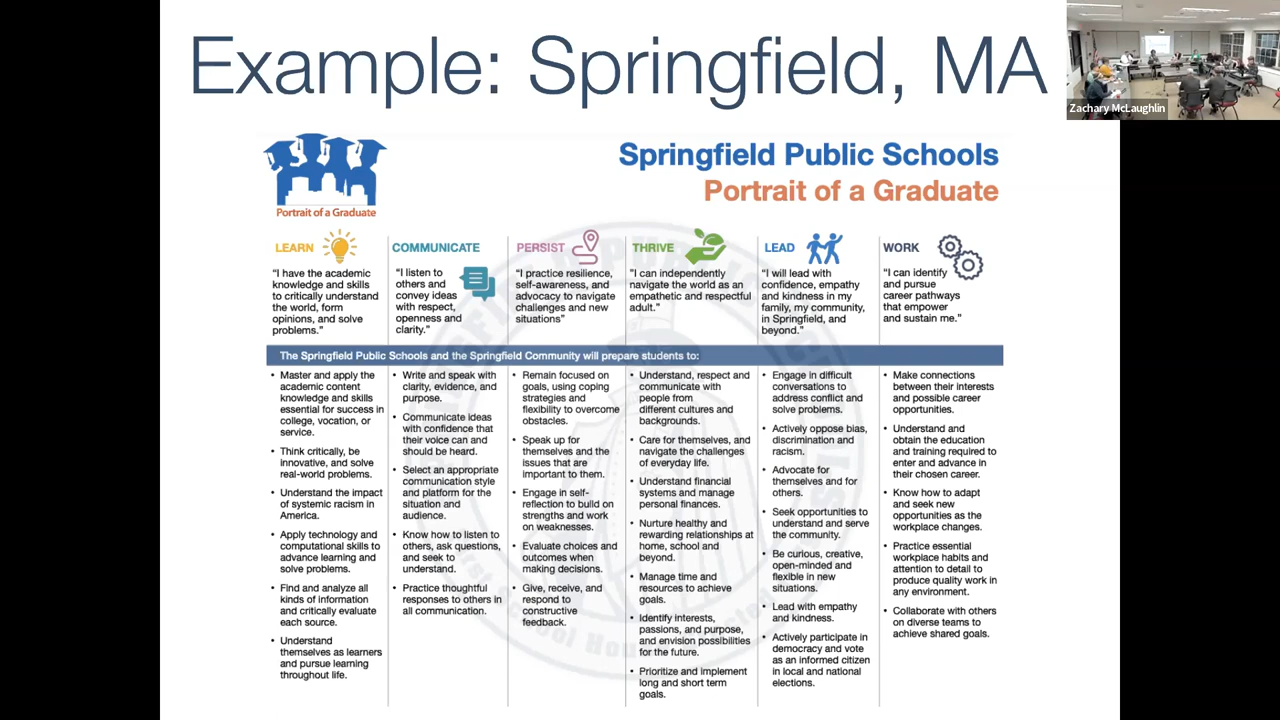 Example: Springfield, MA
Zachary McLaughlin
Portrait of a Graduate
Springfield Public Schools
Portrait of a Graduate
LEARN
"I have the academic
knowledge and skills
to critically understand
the world, form
opinions, and solve
problems."
COMMUNICATE
"I listen to
others and
convey ideas
with respect,
openness and
clarity."
PERSIST
"I practice resilience,
self-awareness, and
advocacy to navigate
challenges and new
situations"
THRIVE
"I can independently
navigate the world as an
empathetic and respectful
adult."
LEAD
"I will lead with
confidence, empathy
and kindness in my
family, my community,
in Springfield, and
beyond."
WORK
"I can identify
and pursue
career pathways
that empower
and sustain me."
The Springfield Public Schools and the Springfield Community will prepare students to:
• Master and apply the
academic content
knowledge and skills
essential for success in
college, vocation, or
service.
• Think critically, be
innovative, and solve
real-world problems.
• Understand the impact
of systemic racism in
America.
• Apply technology and
computational skills to
advance learning and
solve problems.
• Find and analyze all
kinds of information
and critically evaluate
each source.
• Understand
themselves as learners
and pursue learning
throughout life.
• Write and speak with
clarity, evidence, and
purpose.
• Communicate ideas
with confidence that
their voice can and
should be heard.
• Select an appropriate
communication style
and platform for the
situation and
audience.
• Know how to listen to
others, ask questions,
and seek to
understand.
• Practice thoughtful
responses to others in
all communication.
• Remain focused on
goals, using coping
strategies and
flexibility to overcome
obstacles.
• Speak up for
themselves and the
issues that are
important to them.
• Engage in self-
reflection to build on
strengths and work
on weaknesses.
• Evaluate choices and
outcomes when
making decisions.
• Give, receive, and
respond to
constructive
feedback.
• Understand, respect and
communicate with
people from
different cultures and
backgrounds.
• Care for themselves, and
navigate the challenges
of everyday life.
• Understand financial
systems and manage
personal finances.
• Nurture healthy and
rewarding relationships at
home, school and
beyond.
• Manage time and
resources to achieve
goals.
• Identify interests,
passions, and purpose,
and envision possibilities
for the future.
• Prioritize and implement
long and short term
goals.
• Engage in difficult
conversations to
address conflict and
solve problems.
• Actively oppose bias,
discrimination and
racism.
• Advocate for
themselves and for
others.
• Seek opportunities to
understand and serve
the community.
• Be curious, creative,
open-minded and
flexible in new
situations.
• Lead with empathy
and kindness.
• Actively participate in
democracy and vote
as an informed citizen
in local and national
elections.
• Make connections
between their interests
and possible career
opportunities.
• Understand and
obtain the education
and training required to
enter and advance in
their chosen career.
• Know how to adapt
and seek new
opportunities as the
workplace changes.
• Practice essential
workplace habits and
attention to detail to
produce quality work in
any environment.
• Collaborate with others
on diverse teams to
achieve shared goals.